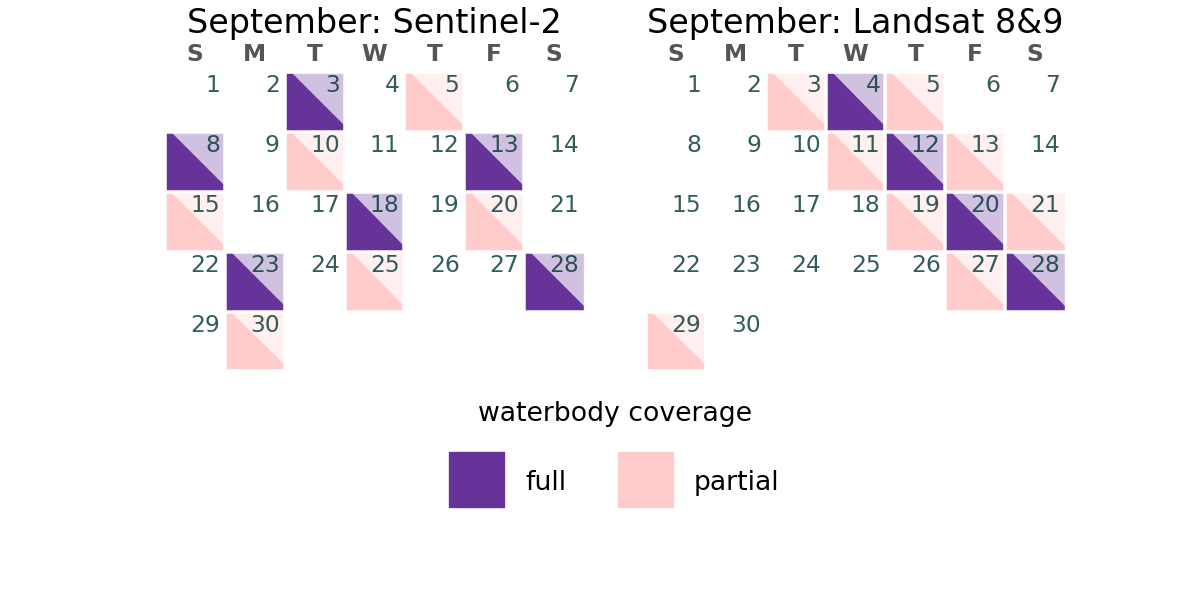 September: Sentinel-2
S M T W T F S
1 2 3 4 5 6 7
8 9 10 11 12 13 14
15 16 17 18 19 20 21
22 23 24 25 26 27 28
29 30
September: Landsat 8&9
S M T W T F S
1 2 3 4 5 6 7
8 9 10 11 12 13 14
15 16 17 18 19 20 21
22 23 24 25 26 27 28
29 30
waterbody coverage
full partial